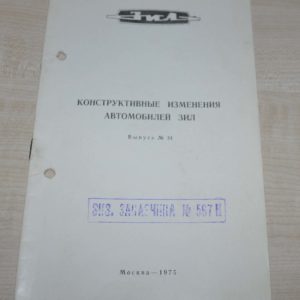 ЗИЛ
КОНСТРУКТИВНЫЕ ИЗМЕНЕНИЯ
АВТОМОБИЛЕЙ ЗИЛ
Выпуск №
Москва—1975